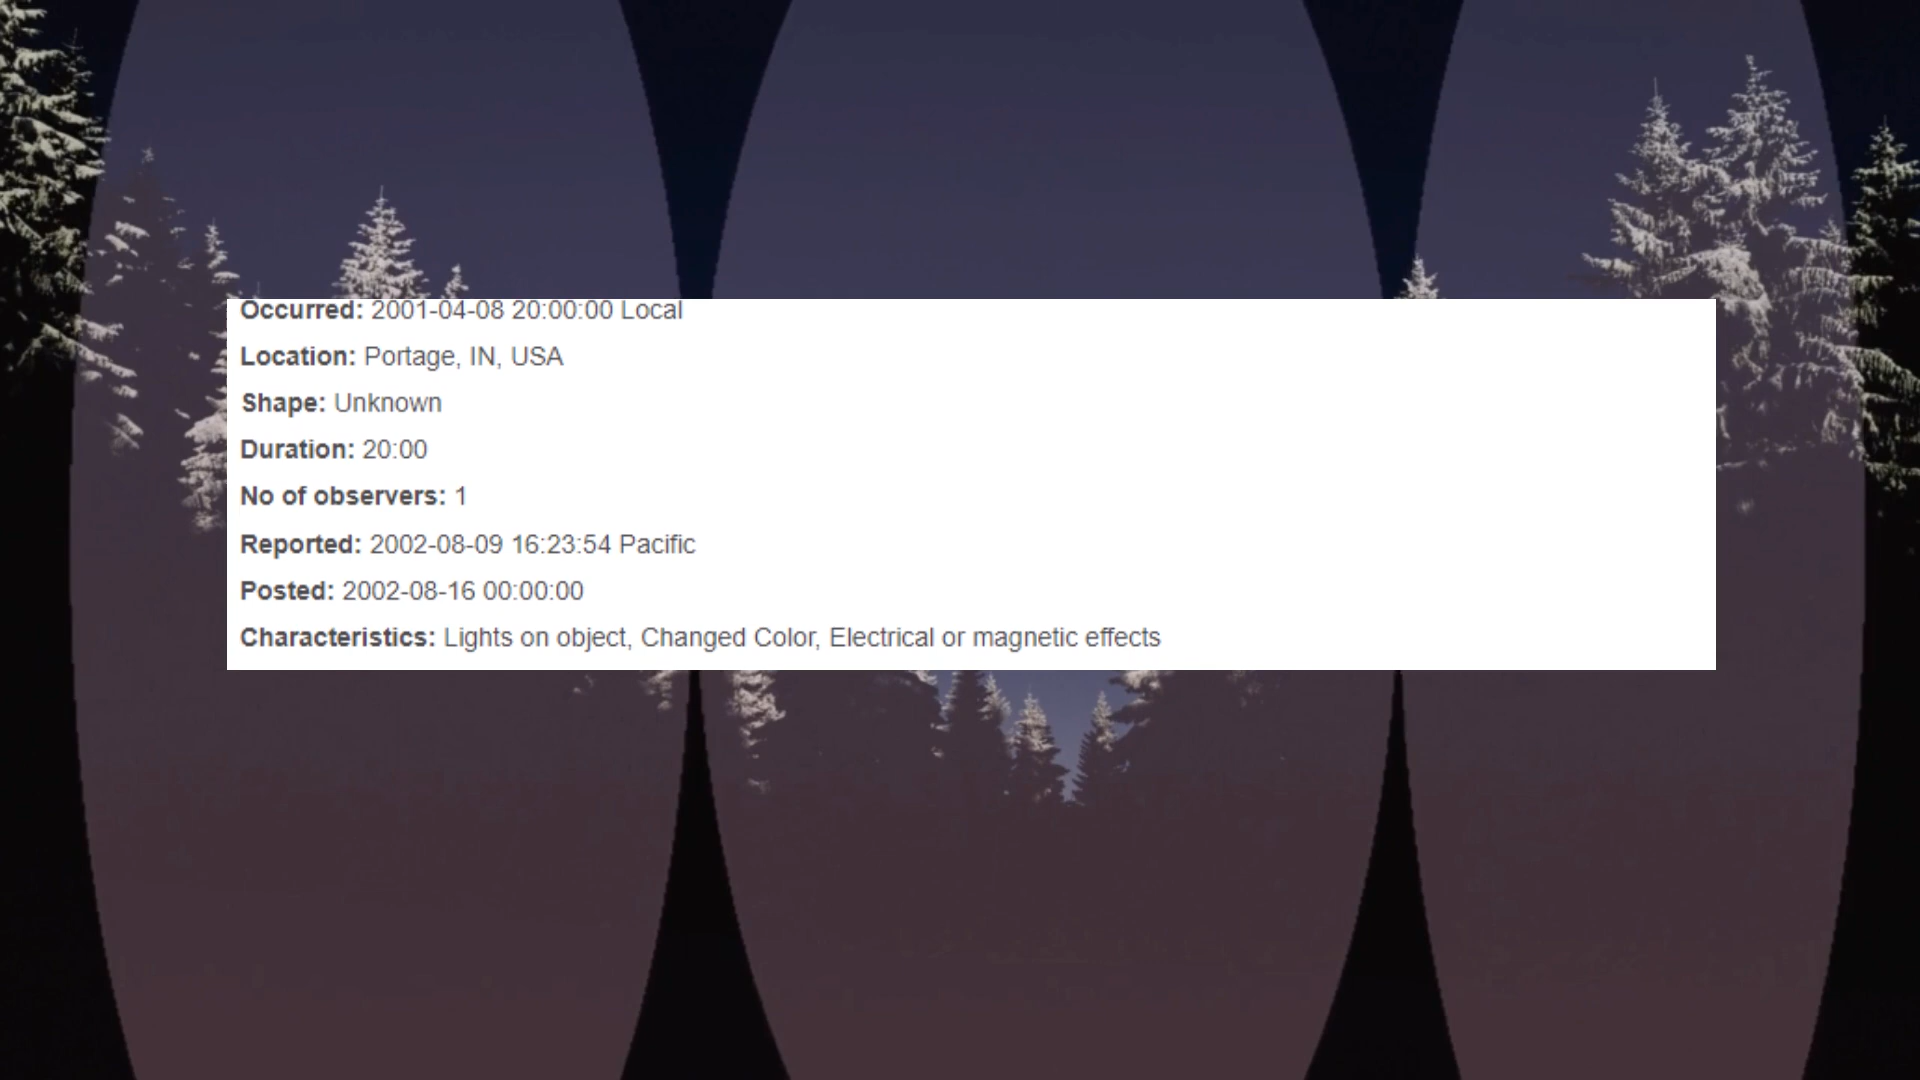 Occurred: 2001-04-08 20:00:00 Local
Location: Portage, IN, USA
Shape: Unknown
Duration: 20:00
No of observers: 1
Reported: 2002-08-09 16:23:54 Pacific
Posted: 2002-08-16 00:00:00
Characteristics: Lights on object, Changed Color, Electrical or magnetic effects